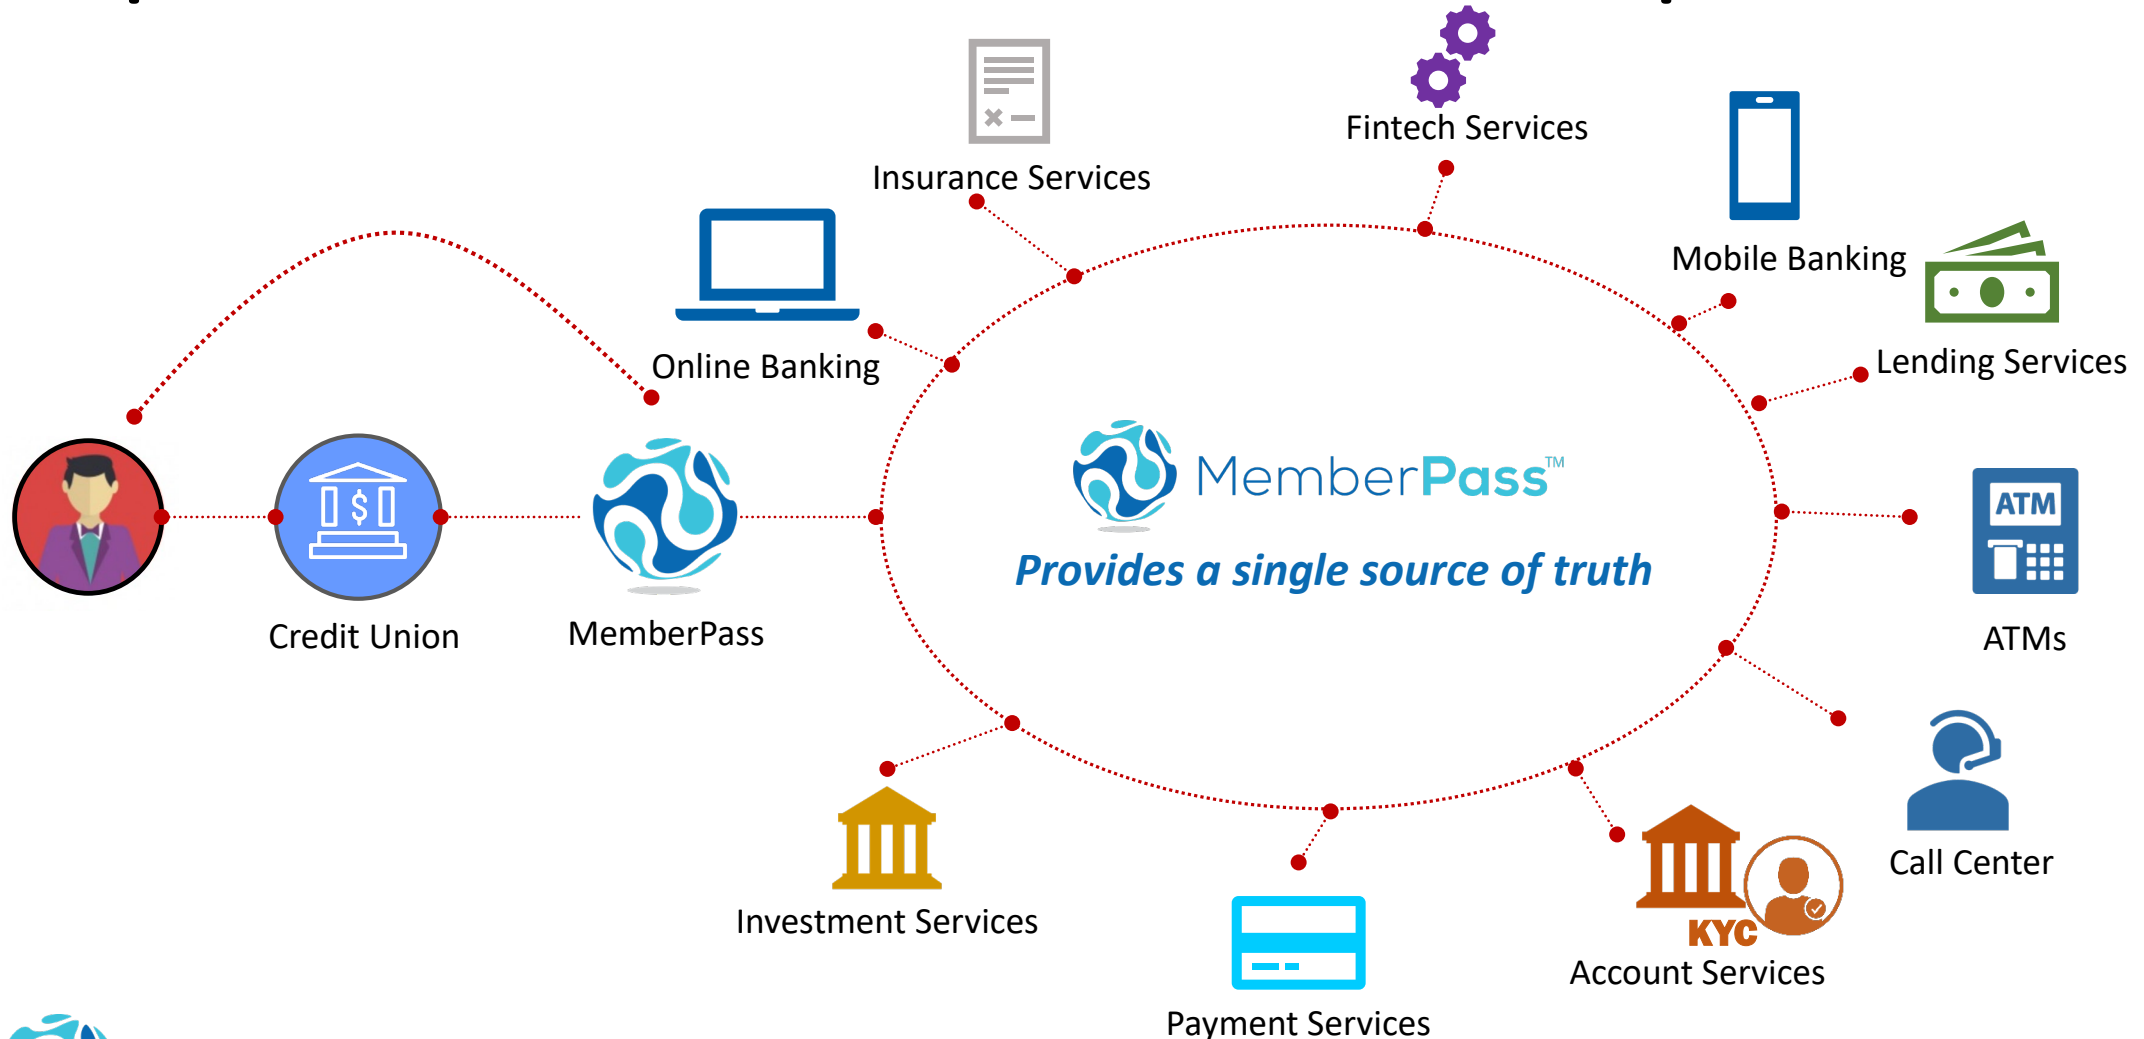 Fintech Services
Insurance Services
Mobile Banking
Online Banking
Lending Services
MemberPass™
ATM
Provides a single source of truth
$
Credit Union
MemberPass
ATMs
Call Center
Investment Services
KYC
Account Services
Payment Services